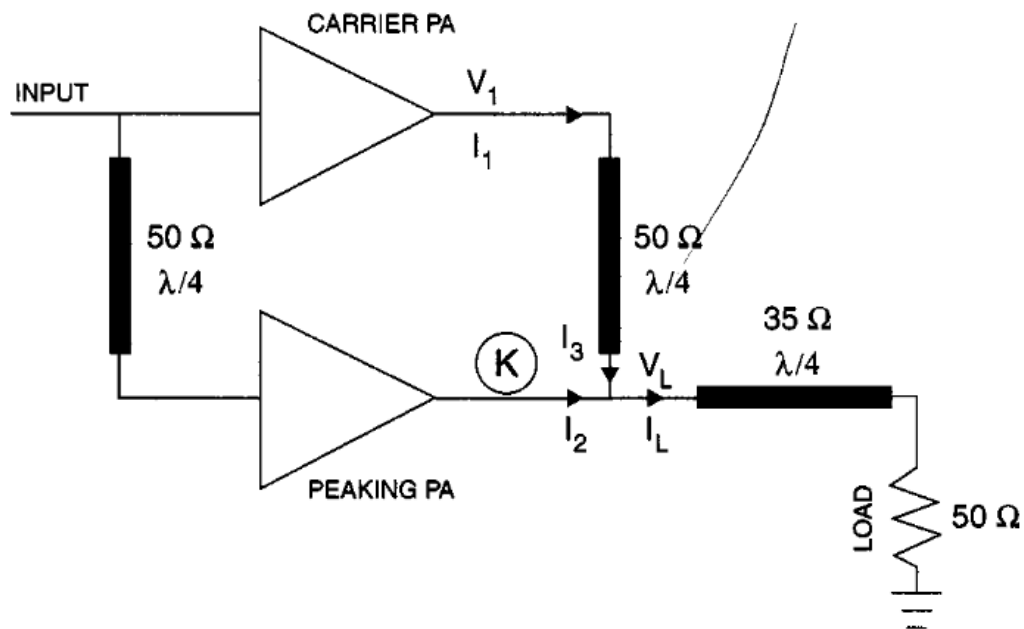 CARRIER PA
INPUT
V₁
I₁
50 Ω
λ/4
50 Ω
λ/4
35 Ω
λ/4
K
I₃
V_L
I₂
I_L
PEAKING PA
LOAD
50 Ω